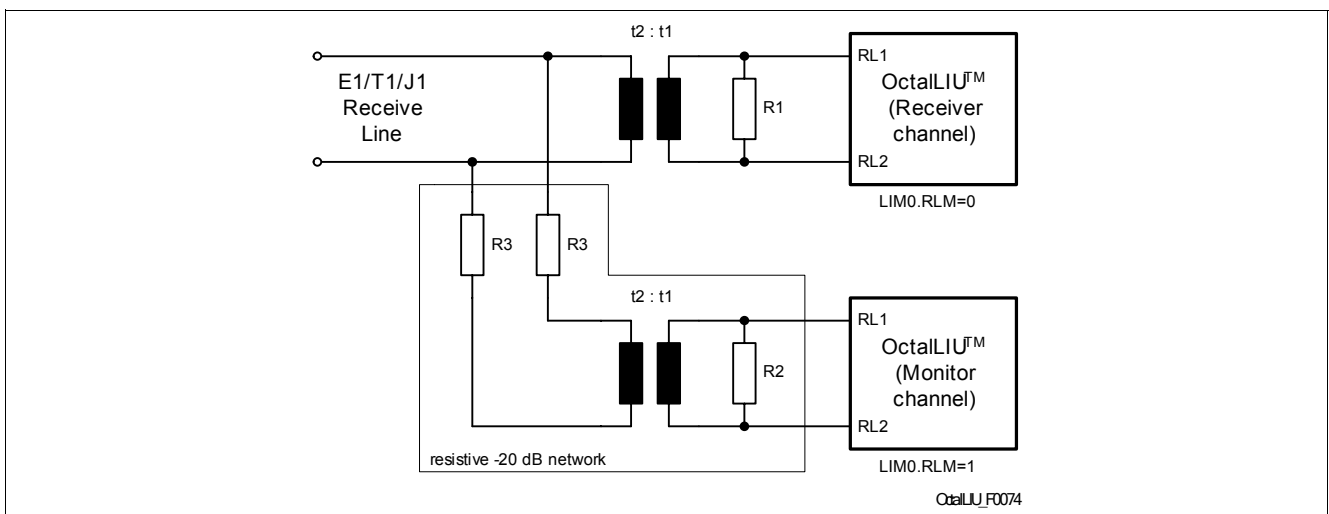 t2 : t1
E1/T1/J1
Receive
Line
R1
RL1
OctalLIU™
(Receiver
channel)
RL2
LIM0.RLM=0
R3
R3
t2 : t1
R2
RL1
OctalLIU™
(Monitor
channel)
RL2
resistive -20 dB network
LIM0.RLM=1
OctalLIU_F0074